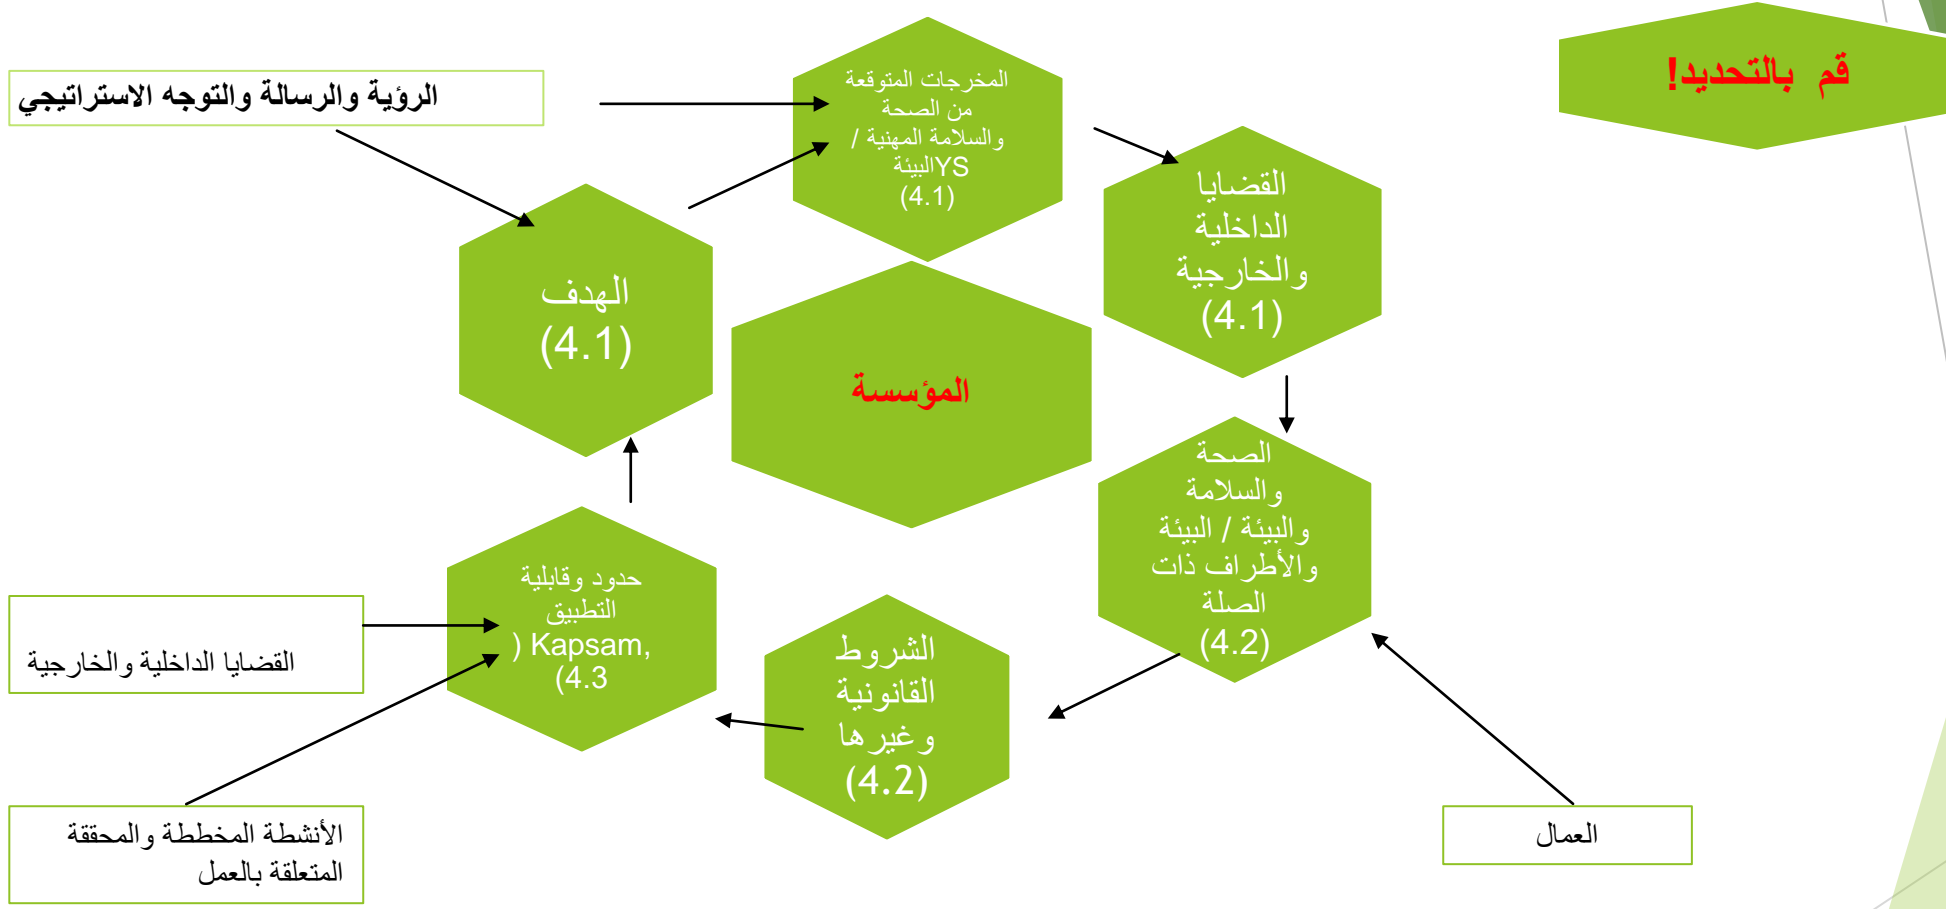 قم بالتحديد!
الرؤية والرسالة والتوجه الاستراتيجي
المخرجات المتوقعة
من الصحة
والسلامة المهنية /
YSالبيئة
(4.1)
القضايا
الداخلية
والخارجية
(4.1)
الهدف
(4.1)
المؤسسة
الصحة
والسلامة
والبيئة / البيئة
والأطراف ذات
الصلة
(4.2)
حدود وقابلية
التطبيق
) Kapsam,
(4.3
الشروط
القانونية
وغيرها
(4.2)
القضايا الداخلية والخارجية
الأنشطة المخططة والمحققة
المتعلقة بالعمل
العمال